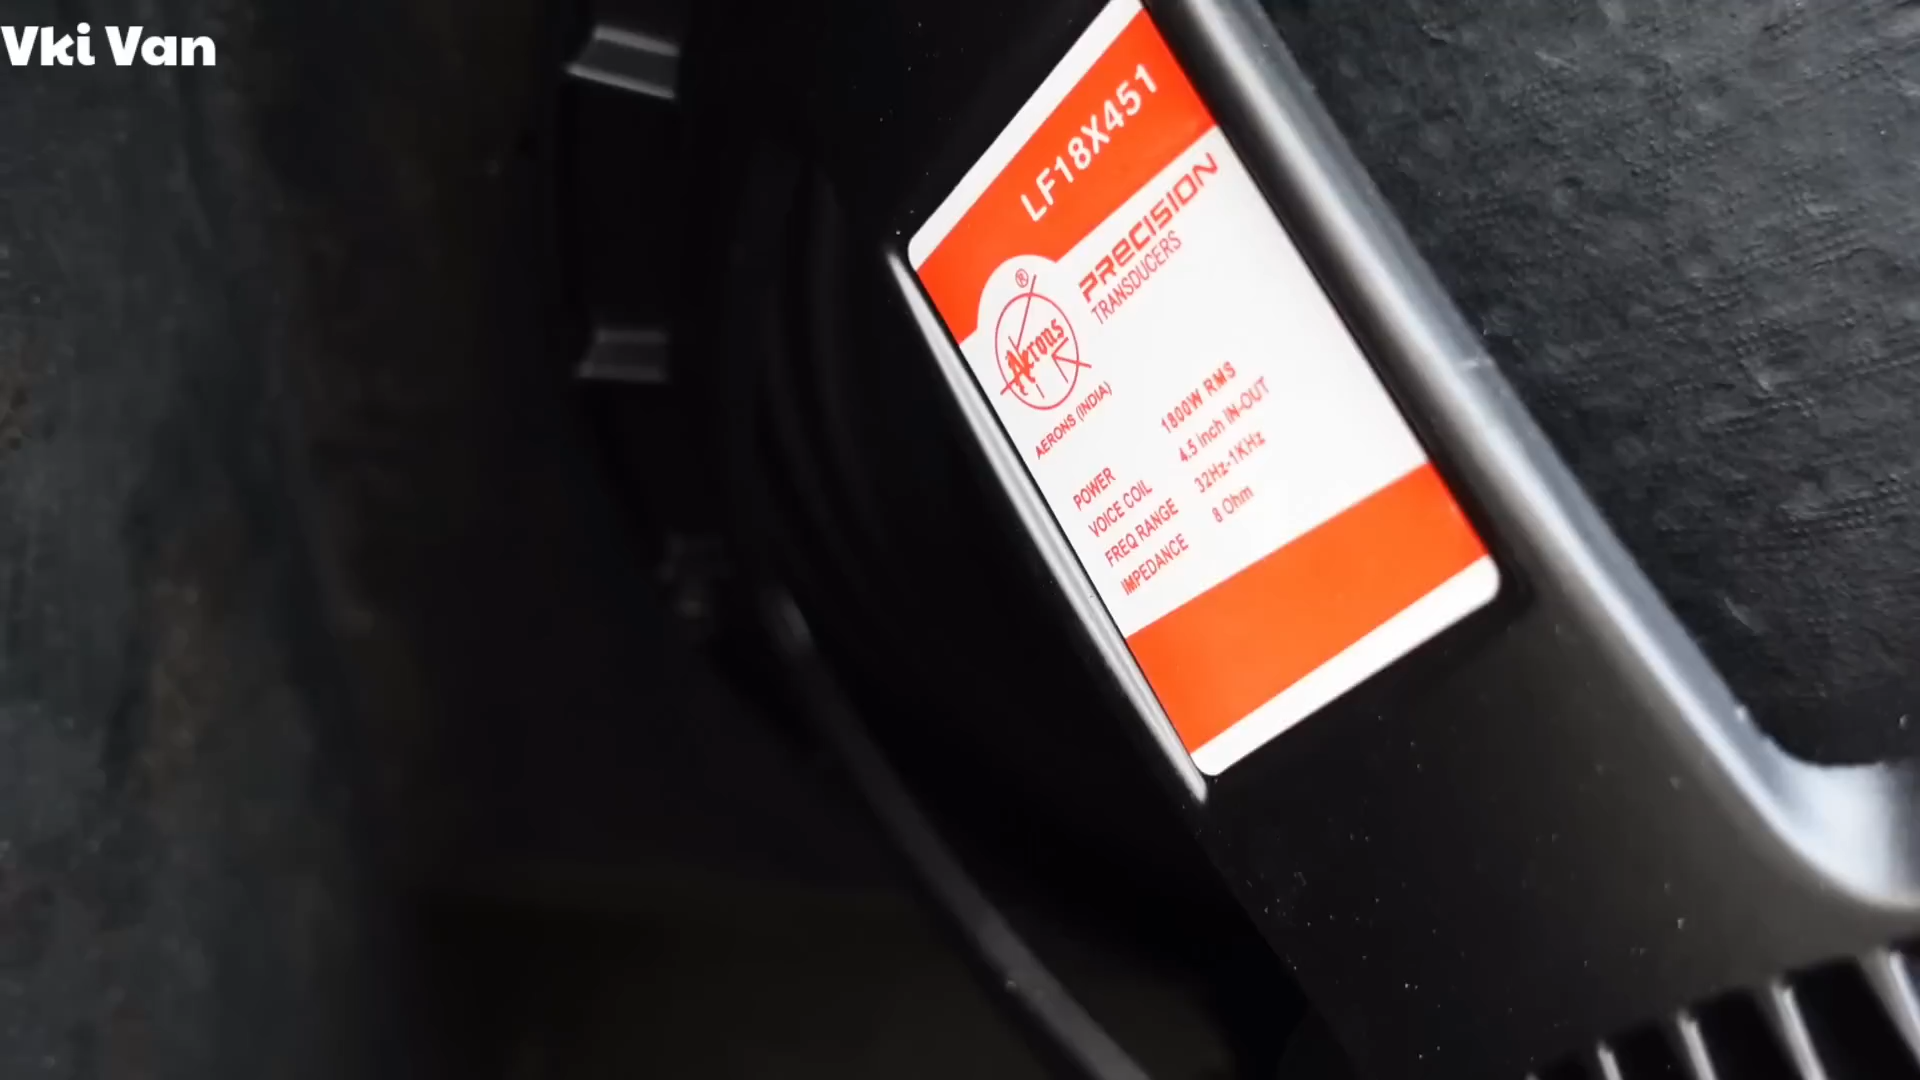 Vki Van
LF18X451
PRECISION
TRANSDUCERS
®
Aerons
AERONS (INDIA)
POWER 1800W RMS
VOICE COIL 4.5 inch IN-OUT
FREQ RANGE 32Hz-1KHz
IMPEDANCE 8 Ohm